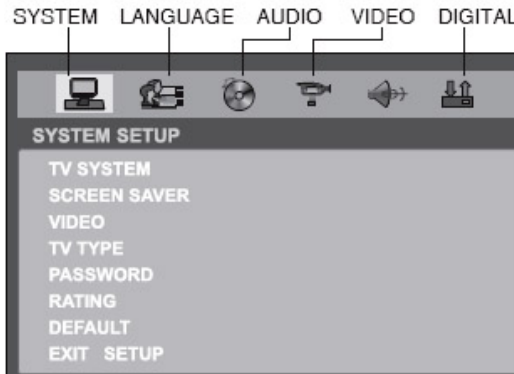 SYSTEM LANGUAGE AUDIO VIDEO DIGITAL
SYSTEM SETUP
TV SYSTEM
SCREEN SAVER
VIDEO
TV TYPE
PASSWORD
RATING
DEFAULT
EXIT SETUP